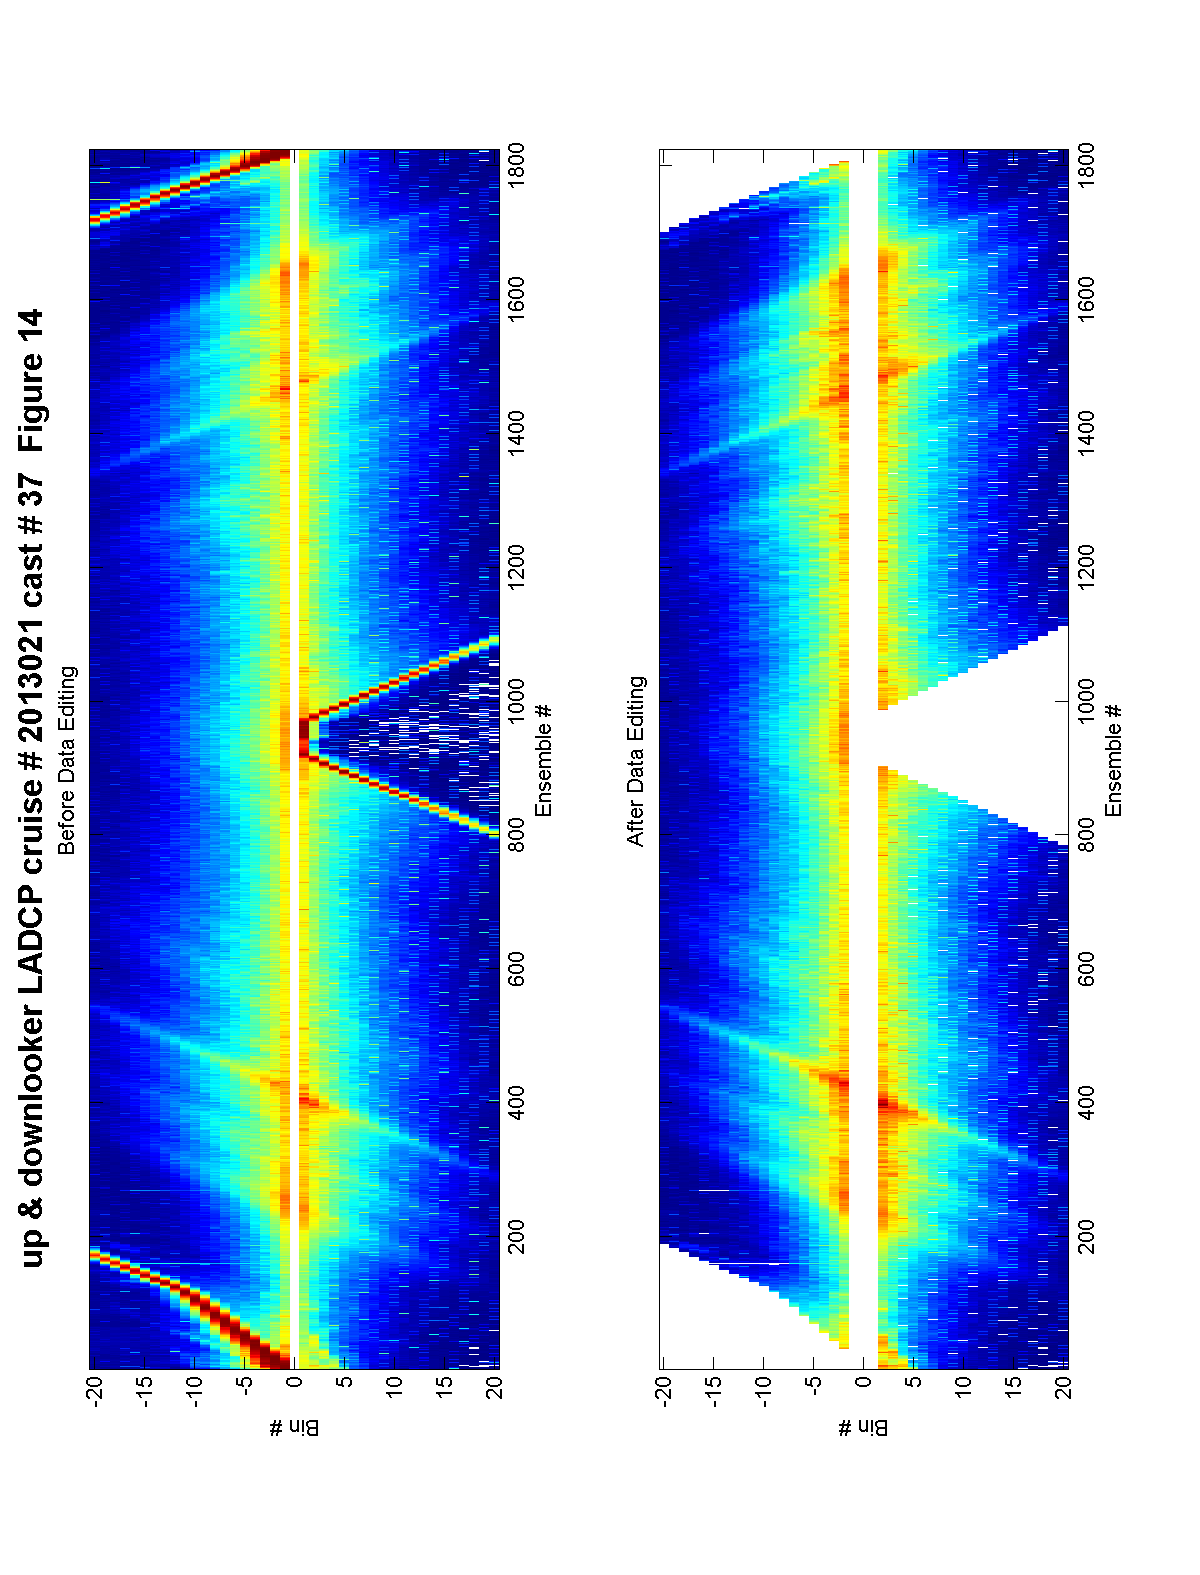 up & downlooker LADCP cruise # 2013021 cast # 37 Figure 14
Before Data Editing
-20
-15
-10
-5
0
5
10
15
20
Bin #
200 400 600 800 1000 1200 1400 1600 1800
Ensemble #
After Data Editing
-20
-15
-10
-5
0
5
10
15
20
Bin #
200 400 600 800 1000 1200 1400 1600 1800
Ensemble #